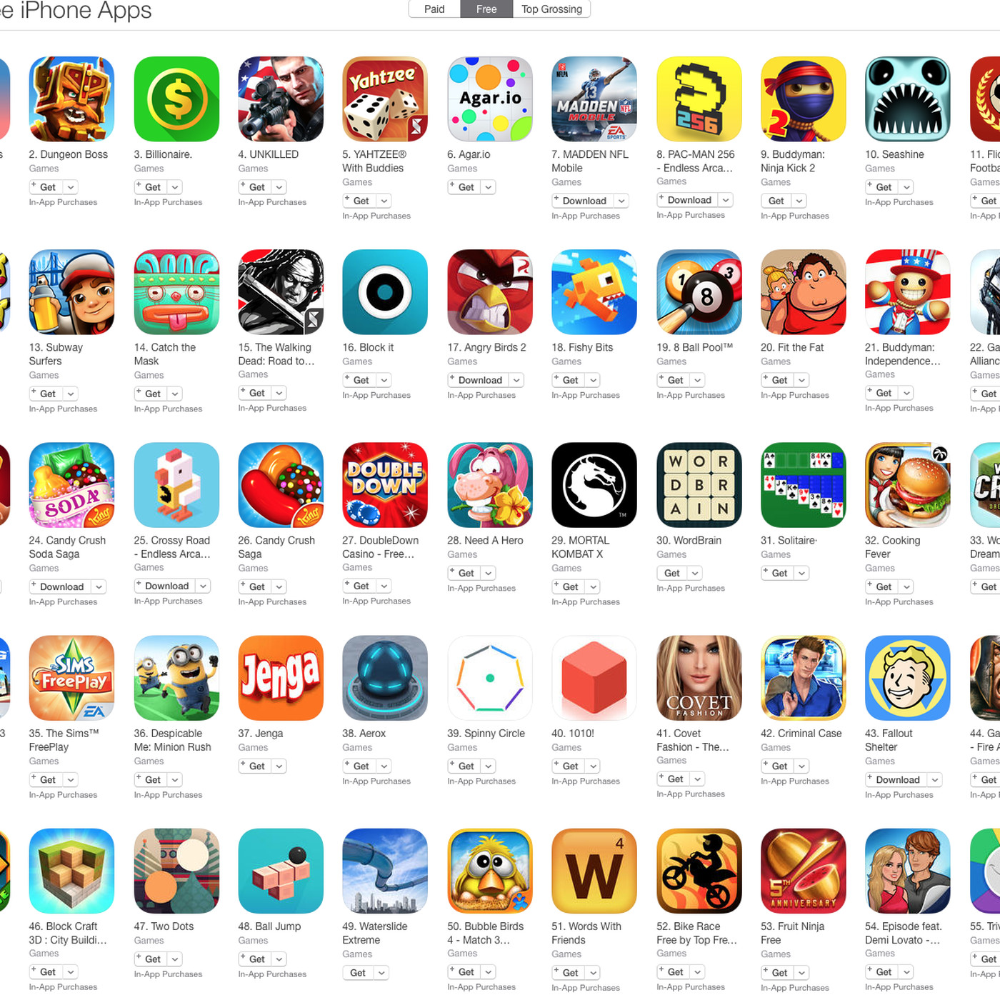 ee iPhone Apps
Paid Free Top Grossing
Yahtzee
Agar.io
NFLPA
13
MADDEN
NFL
MOBILE
EA
SPORTS
256
2
s
2. Dungeon Boss
Games
+ Get
In-App Purchases
3. Billionaire.
Games
+ Get
In-App Purchases
4. UNKILLED
Games
+ Get
In-App Purchases
5. YAHTZEE®
With Buddies
Games
+ Get
In-App Purchases
6. Agar.io
Games
+ Get
7. MADDEN NFL
Mobile
Games
+ Download
In-App Purchases
8. PAC-MAN 256
- Endless Arca...
Games
+ Download
In-App Purchases
9. Buddyman:
Ninja Kick 2
Games
Get
In-App Purchases
10. Seashine
Games
+ Get
In-App Purchases
11. Flic
Footba
Games
+ Get
In-App P
1
3
8
13. Subway
Surfers
Games
+ Get
In-App Purchases
14. Catch the
Mask
Games
+ Get
In-App Purchases
15. The Walking
Dead: Road to...
Games
+ Get
In-App Purchases
16. Block it
Games
+ Get
In-App Purchases
17. Angry Birds 2
Games
+ Download
In-App Purchases
18. Fishy Bits
Games
+ Get
In-App Purchases
19. 8 Ball Pool™
Games
+ Get
In-App Purchases
20. Fit the Fat
Games
+ Get
In-App Purchases
21. Buddyman:
Independence...
Games
+ Get
In-App Purchases
22. Ga
Allianc
Games
+ Get
In-App P
SODA
King
King
DOUBLE
DOWN
TM
WOR
DBR
AIN
24. Candy Crush
Soda Saga
Games
+ Download
In-App Purchases
25. Crossy Road
- Endless Arca...
Games
+ Download
In-App Purchases
26. Candy Crush
Saga
Games
+ Get
In-App Purchases
27. DoubleDown
Casino - Free...
Games
+ Get
In-App Purchases
28. Need A Hero
Games
+ Get
In-App Purchases
29. MORTAL
KOMBAT X
Games
+ Get
In-App Purchases
30. WordBrain
Games
Get
In-App Purchases
31. Solitaire·
Games
+ Get
32. Cooking
Fever
Games
+ Get
In-App Purchases
33. Wo
Dream
Games
+ Get
In-App P
THE SIMS
FreePlay
EA
Jenga
COVET
FASHION
3
35. The Sims™
FreePlay
Games
+ Get
In-App Purchases
36. Despicable
Me: Minion Rush
Games
+ Get
In-App Purchases
37. Jenga
Games
+ Get
38. Aerox
Games
+ Get
In-App Purchases
39. Spinny Circle
Games
+ Get
In-App Purchases
40. 1010!
Games
+ Get
In-App Purchases
41. Covet
Fashion - The...
Games
+ Get
In-App Purchases
42. Criminal Case
Games
+ Get
In-App Purchases
43. Fallout
Shelter
Games
+ Download
In-App Purchases
44. Ga
- Fire A
Games
+ Get
In-App P
4
W
5TH
ANNIVERSARY
46. Block Craft
3D : City Buildi...
Games
+ Get
In-App Purchases
47. Two Dots
Games
+ Get
In-App Purchases
48. Ball Jump
Games
+ Get
In-App Purchases
49. Waterslide
Extreme
Games
Get
50. Bubble Birds
4 - Match 3...
Games
+ Get
In-App Purchases
51. Words With
Friends
Games
+ Get
In-App Purchases
52. Bike Race
Free by Top Fre...
Games
+ Get
In-App Purchases
53. Fruit Ninja
Free
Games
+ Get
In-App Purchases
54. Episode feat.
Demi Lovato -...
Games
+ Get
In-App Purchases
55. Triv
Games
+ Get
In-App P